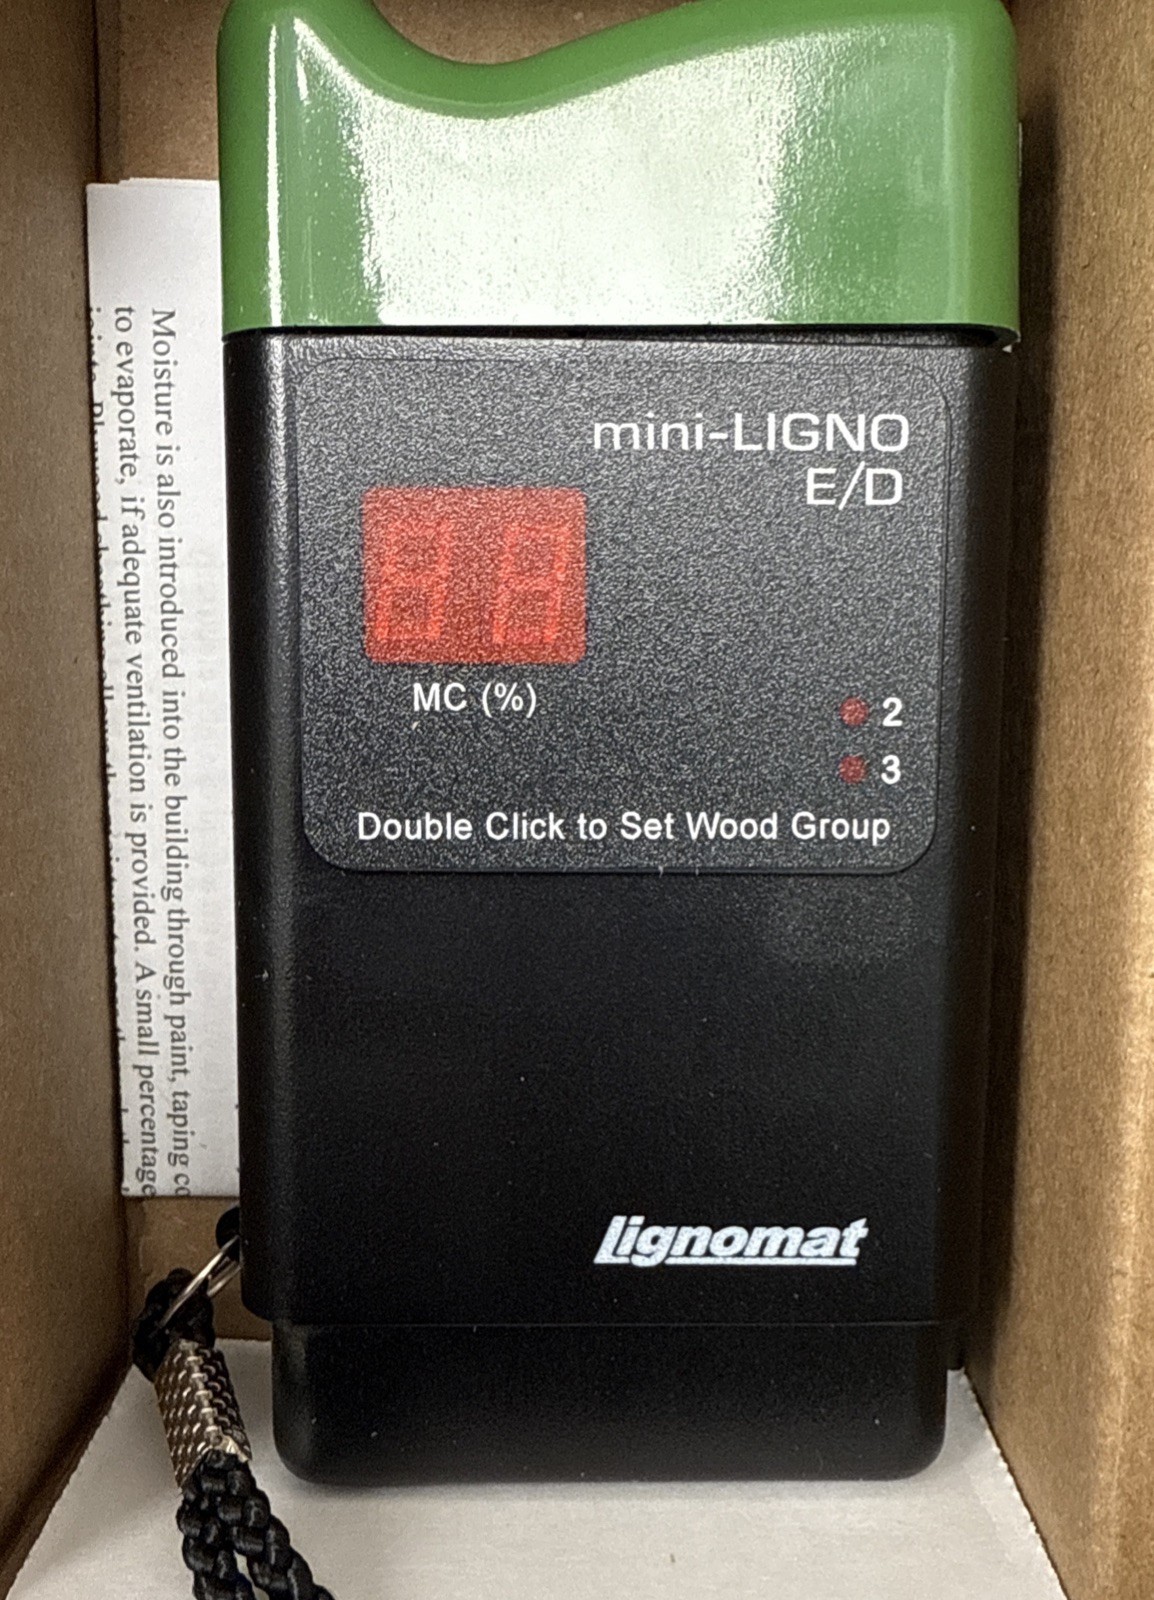 mini-LIGNO
E/D
MC (%)
2
3
Double Click to Set Wood Group
Lignomat
Moisture is also introduced into the building through paint, taping
to evaporate, if adequate ventilation is provided. A small percentage